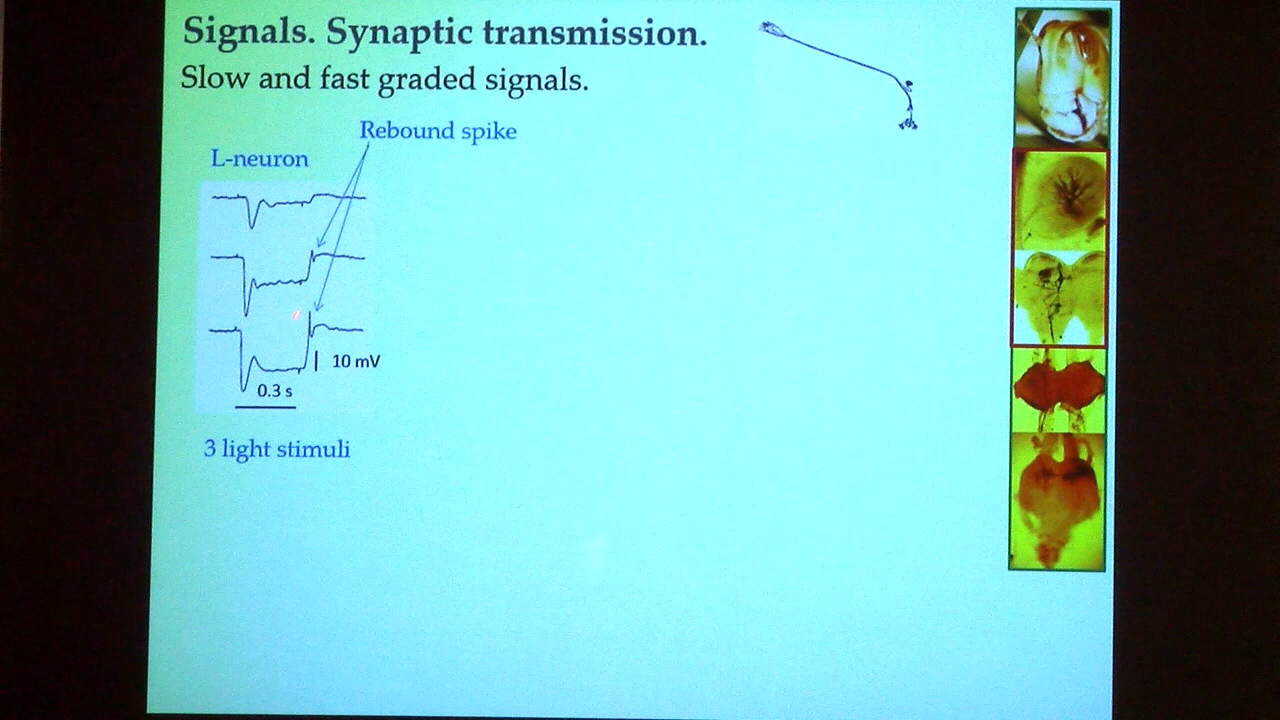 Signals. Synaptic transmission.
Slow and fast graded signals.
Rebound spike
L-neuron
10 mV
0.3 s
3 light stimuli